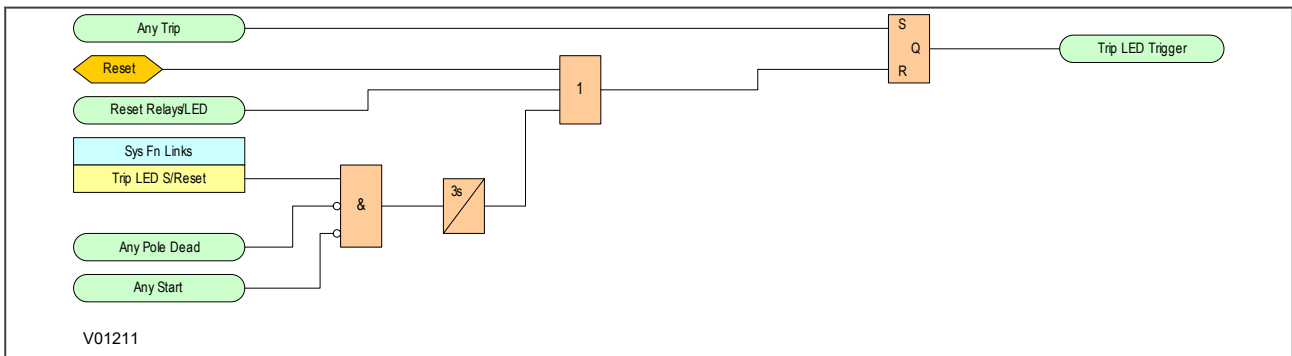 Any Trip
S
Q
R
Trip LED Trigger
Reset
1
Reset Relays/LED
Sys Fn Links
Trip LED S/Reset
&
3s
Any Pole Dead
Any Start
V01211